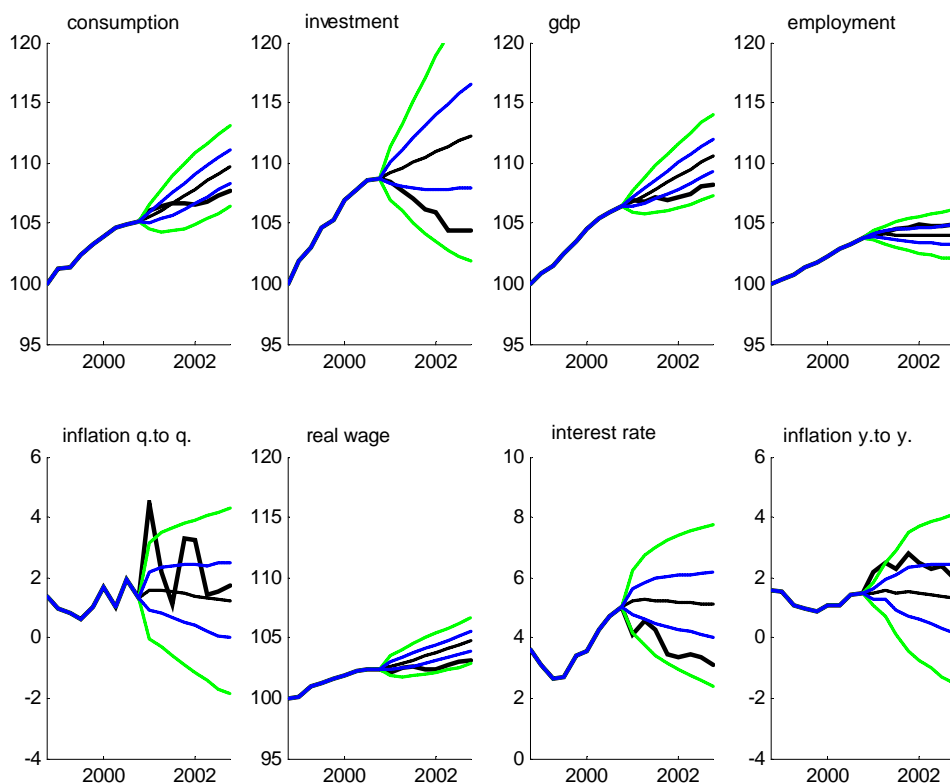 consumption investment gdp employment
120 120 120 120
115 115 115 115
110 110 110 110
105 105 105 105
100 100 100 100
95 95 95 95
2000 2002 2000 2002 2000 2002 2000 2002
inflation q.to q. real wage interest rate inflation y.to y.
6 120 10 6
4 115 8 4
2 110 6 2
0 105 4 0
-2 100 2 -2
-4 95 0 -4
2000 2002 2000 2002 2000 2002 2000 2002